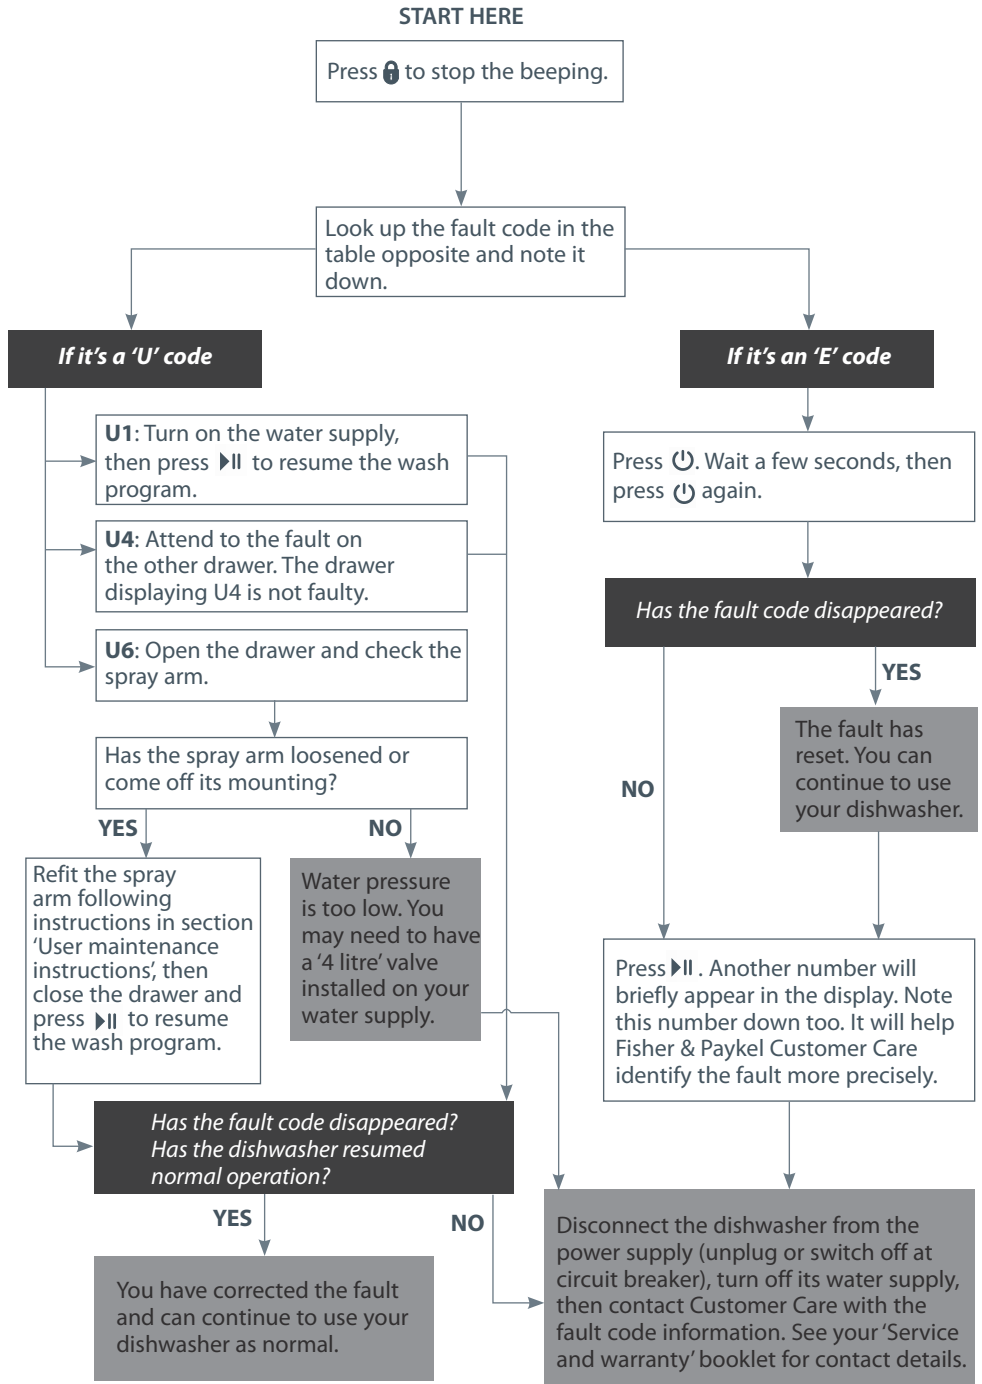 START HERE
Press to stop the beeping.
Look up the fault code in the
table opposite and note it
down.
If it's a ‘U’ code
U1: Turn on the water supply,
then press to resume the wash
program.
U4: Attend to the fault on
the other drawer. The drawer
displaying U4 is not faulty.
U6: Open the drawer and check the
spray arm.
Has the spray arm loosened or
come off its mounting?
YES
Refit the spray
arm following
instructions in section
‘User maintenance
instructions’, then
close the drawer and
press to resume
the wash program.
NO
Water pressure
is too low. You
may need to have
a ‘4 litre’ valve
installed on your
water supply.
Has the fault code disappeared?
Has the dishwasher resumed
normal operation?
YES
You have corrected the fault
and can continue to use your
dishwasher as normal.
NO
If it's an ‘E’ code
Press . Wait a few seconds, then
press again.
Has the fault code disappeared?
YES
The fault has
reset. You can
continue to use
your dishwasher.
NO
Press . Another number will
briefly appear in the display. Note
this number down too. It will help
Fisher & Paykel Customer Care
identify the fault more precisely.
Disconnect the dishwasher from the
power supply (unplug or switch off at
circuit breaker), turn off its water supply,
then contact Customer Care with the
fault code information. See your ‘Service
and warranty’ booklet for contact details.